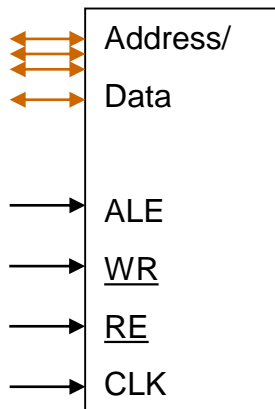 Address/
Data
ALE
WR
RE
CLK